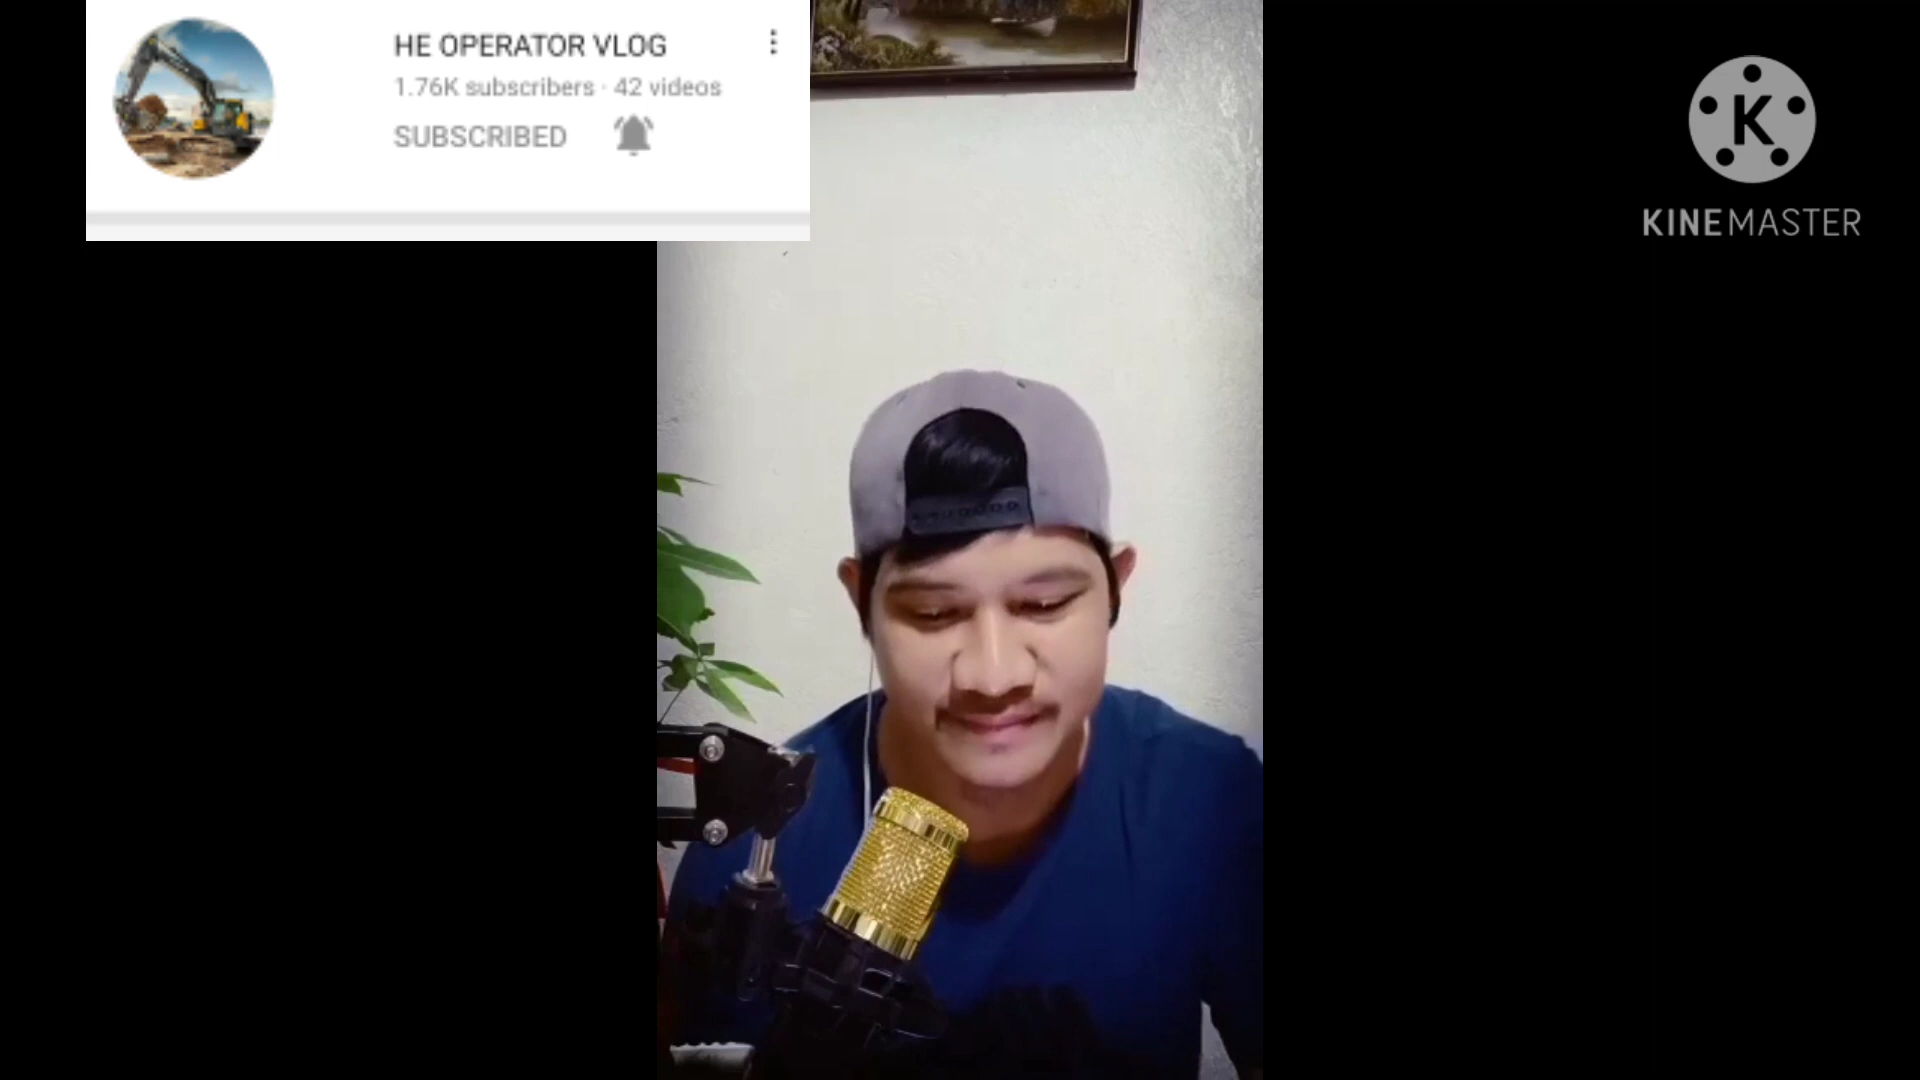 HE OPERATOR VLOG
1.76K subscribers · 42 videos
SUBSCRIBED
K
KINEMASTER